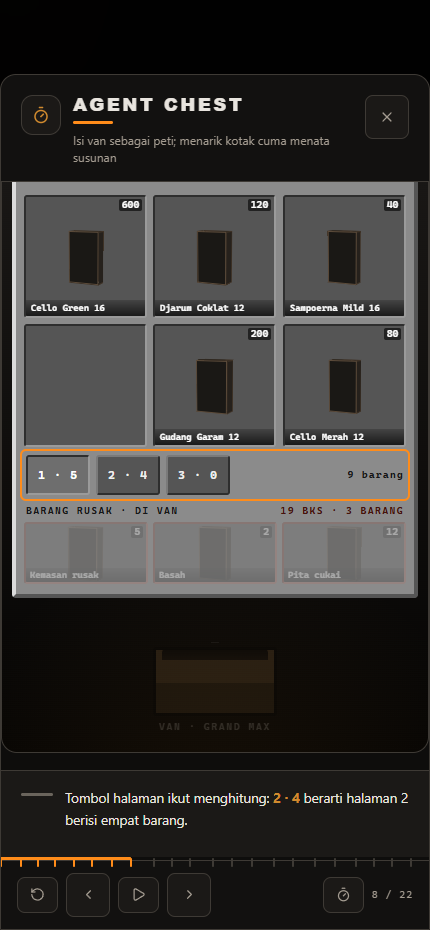 AGENT CHEST
Isi van sebagai peti; menarik kotak cuma menata
susunan
600
120
40
Cello Green 16
Djarum Coklat 12
Sampoerna Mild 16
200
80
Gudang Garam 12
Cello Merah 12
1 · 5
2 · 4
3 · 0
9 barang
BARANG RUSAK · DI VAN
19 BKS · 3 BARANG
5
2
12
Kemasan rusak
Basah
Pita cukai
VAN · GRAND MAX
Tombol halaman ikut menghitung: 2 · 4 berarti halaman 2
berisi empat barang.
8 / 22